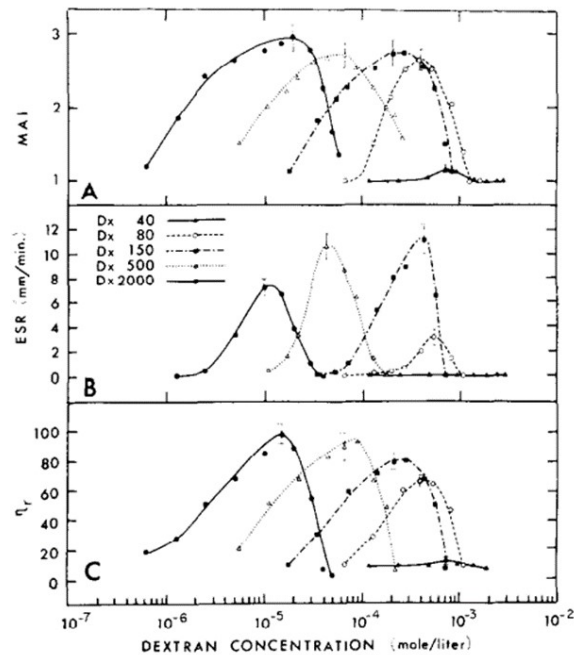 3
2
1
MAI
A
Dx 40
Dx 80
Dx 150
Dx 500
Dx 2000
12
10
8
6
4
2
0
ESR (mm/min.)
B
100
80
60
40
20
0
ηr
C
10⁻⁷ 10⁻⁶ 10⁻⁵ 10⁻⁴ 10⁻³ 10⁻²
DEXTRAN CONCENTRATION (mole/liter)